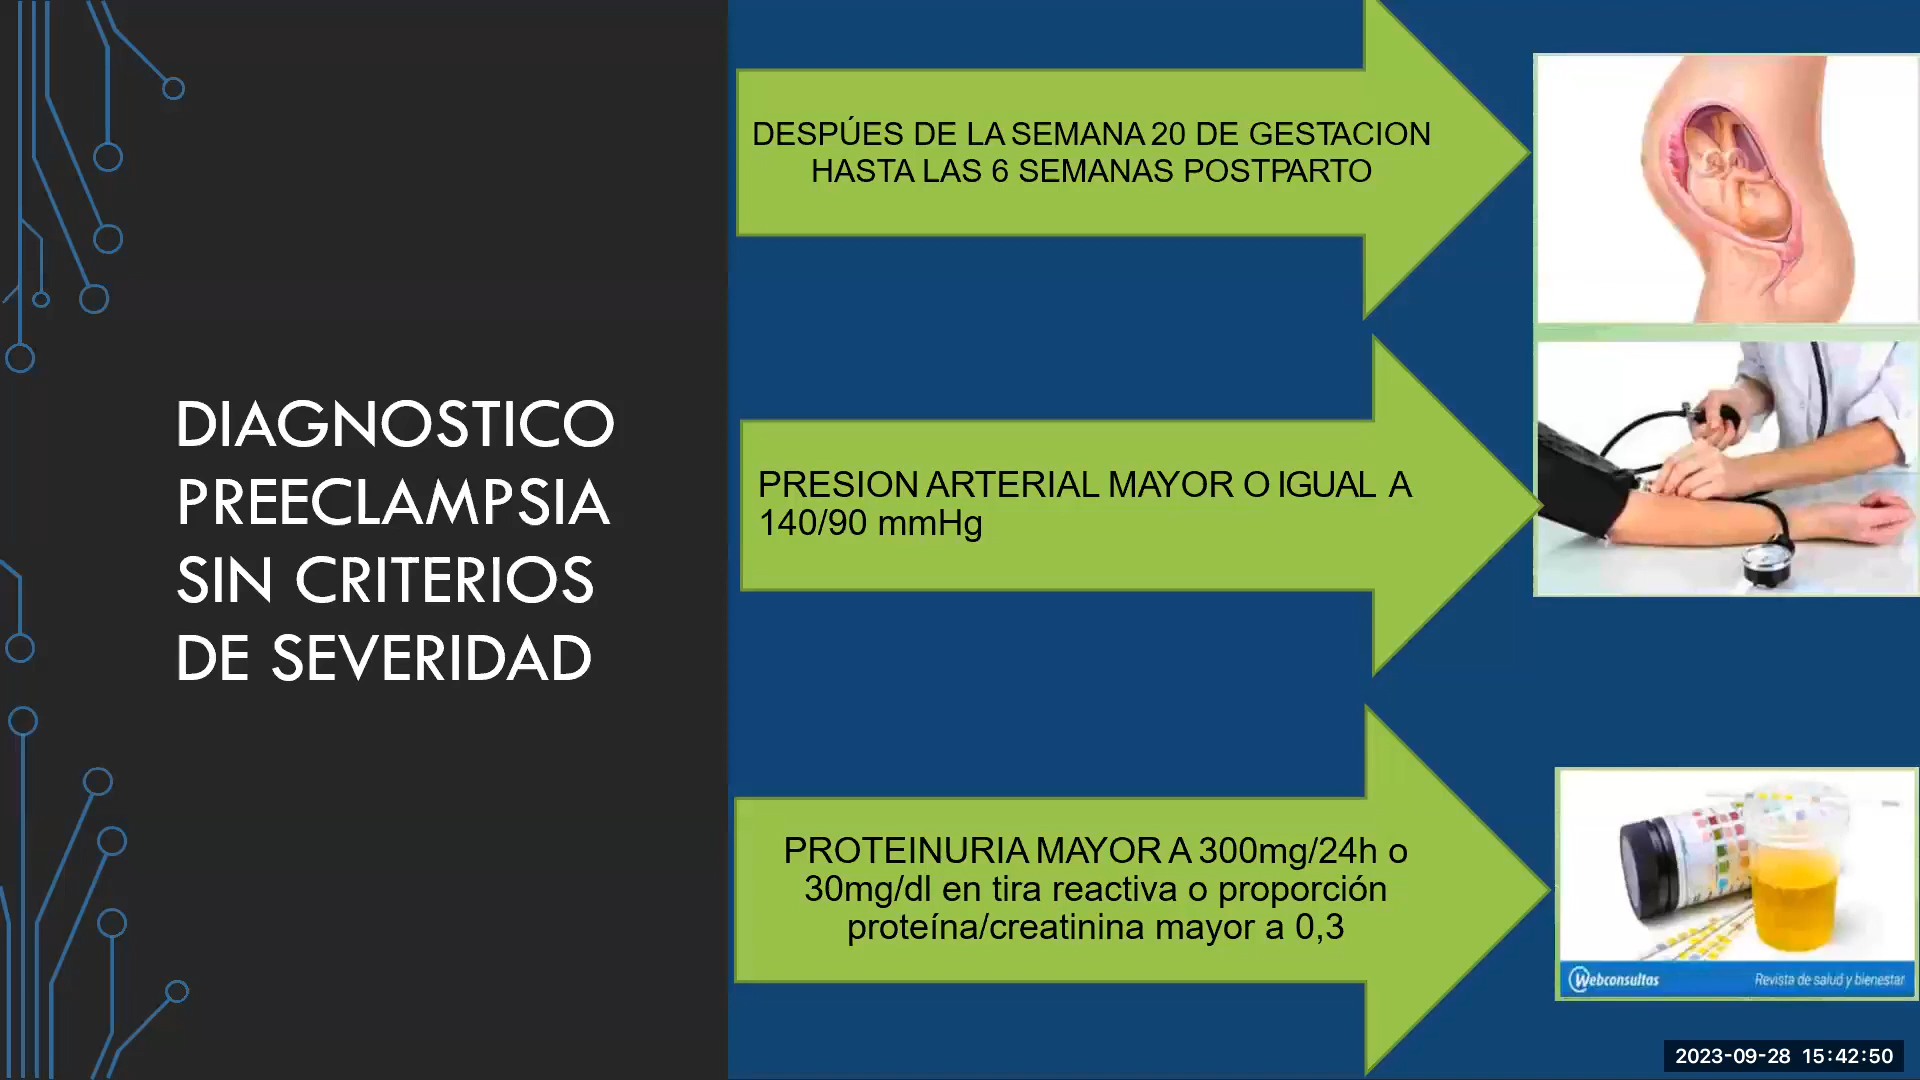 DIAGNOSTICO
PREECLAMPSIA
SIN CRITERIOS
DE SEVERIDAD
DESPÚES DE LA SEMANA 20 DE GESTACION
HASTA LAS 6 SEMANAS POSTPARTO
PRESION ARTERIAL MAYOR O IGUAL A
140/90 mmHg
PROTEINURIA MAYOR A 300mg/24h o
30mg/dl en tira reactiva o proporción
proteína/creatinina mayor a 0,3
Webconsultas Revista de salud y bienestar
2023-09-28 15:42:50